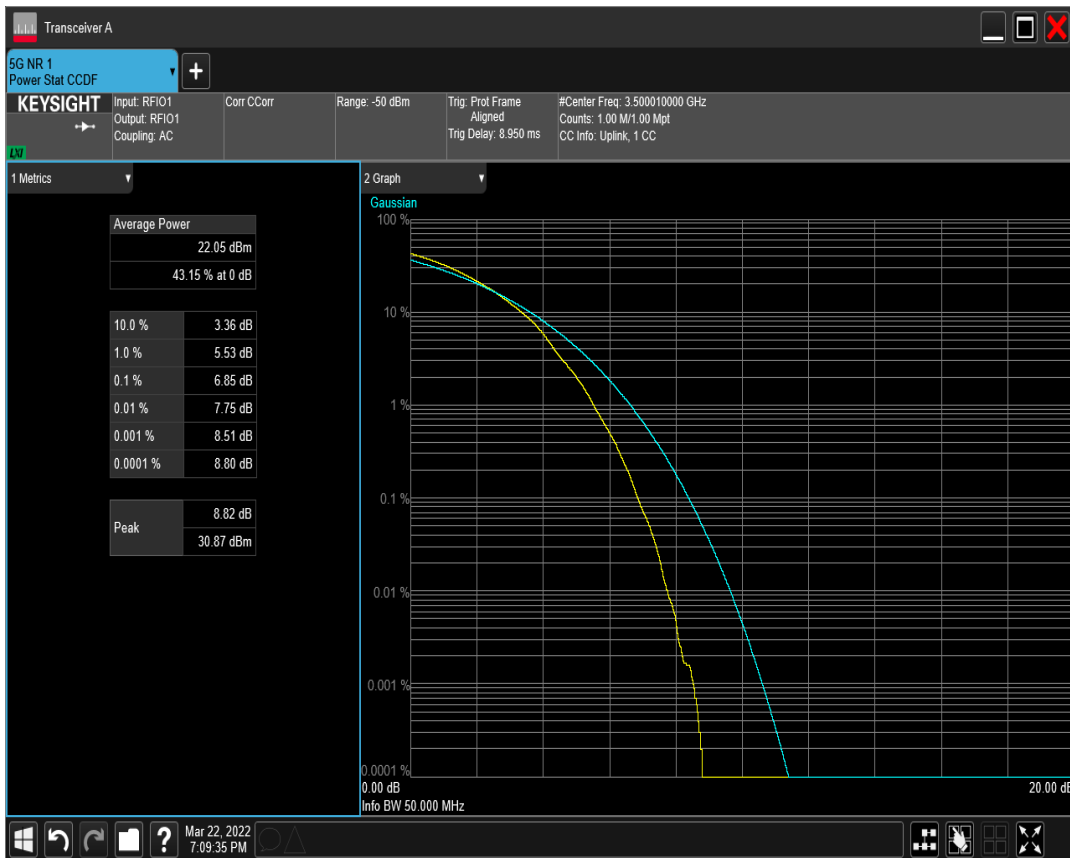 Transceiver A
5G NR 1
Power Stat CCDF
KEYSIGHT
LXI
Input: RFIO1
Output: RFIO1
Coupling: AC
Corr CCorr
Range: -50 dBm
Trig: Prot Frame
Aligned
Trig Delay: 8.950 ms
#Center Freq: 3.500010000 GHz
Counts: 1.00 M/1.00 Mpt
CC Info: Uplink, 1 CC
1 Metrics
Average Power
22.05 dBm
43.15 % at 0 dB
10.0 % 3.36 dB
1.0 % 5.53 dB
0.1 % 6.85 dB
0.01 % 7.75 dB
0.001 % 8.51 dB
0.0001 % 8.80 dB
Peak
8.82 dB
30.87 dBm
2 Graph
Gaussian
100 %
10 %
1 %
0.1 %
0.01 %
0.001 %
0.0001 %
0.00 dB
20.00 dB
Info BW 50.000 MHz
?
Mar 22, 2022
7:09:35 PM